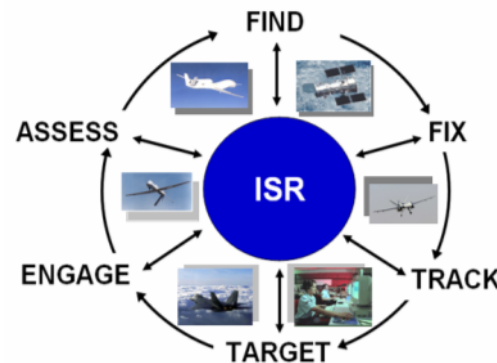 FIND
FIX
TRACK
TARGET
ENGAGE
ASSESS
ISR